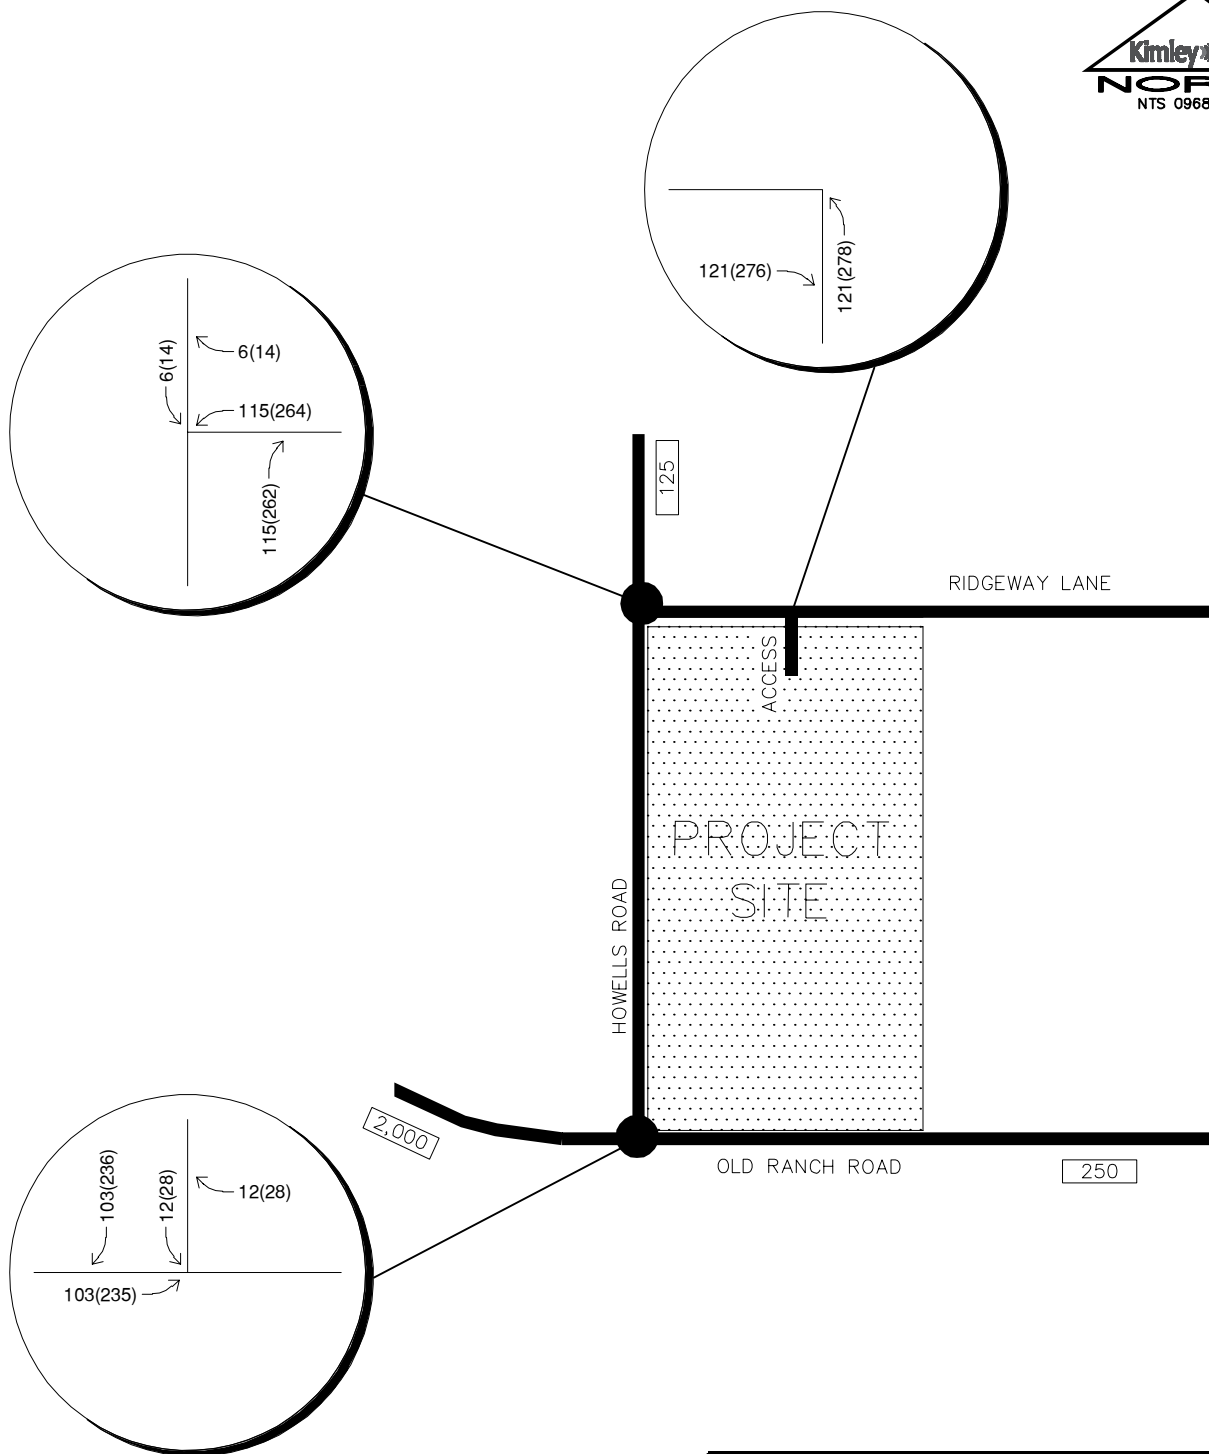 Kimley
NTS 0968
121(276)
121(278)
6(14)
6(14)
115(264)
115(262)
125
RIDGEWAY LANE
ACCESS
PROJECT
SITE
HOWELLS ROAD
2,000
OLD RANCH ROAD
250
103(236)
12(28)
12(28)
103(235)